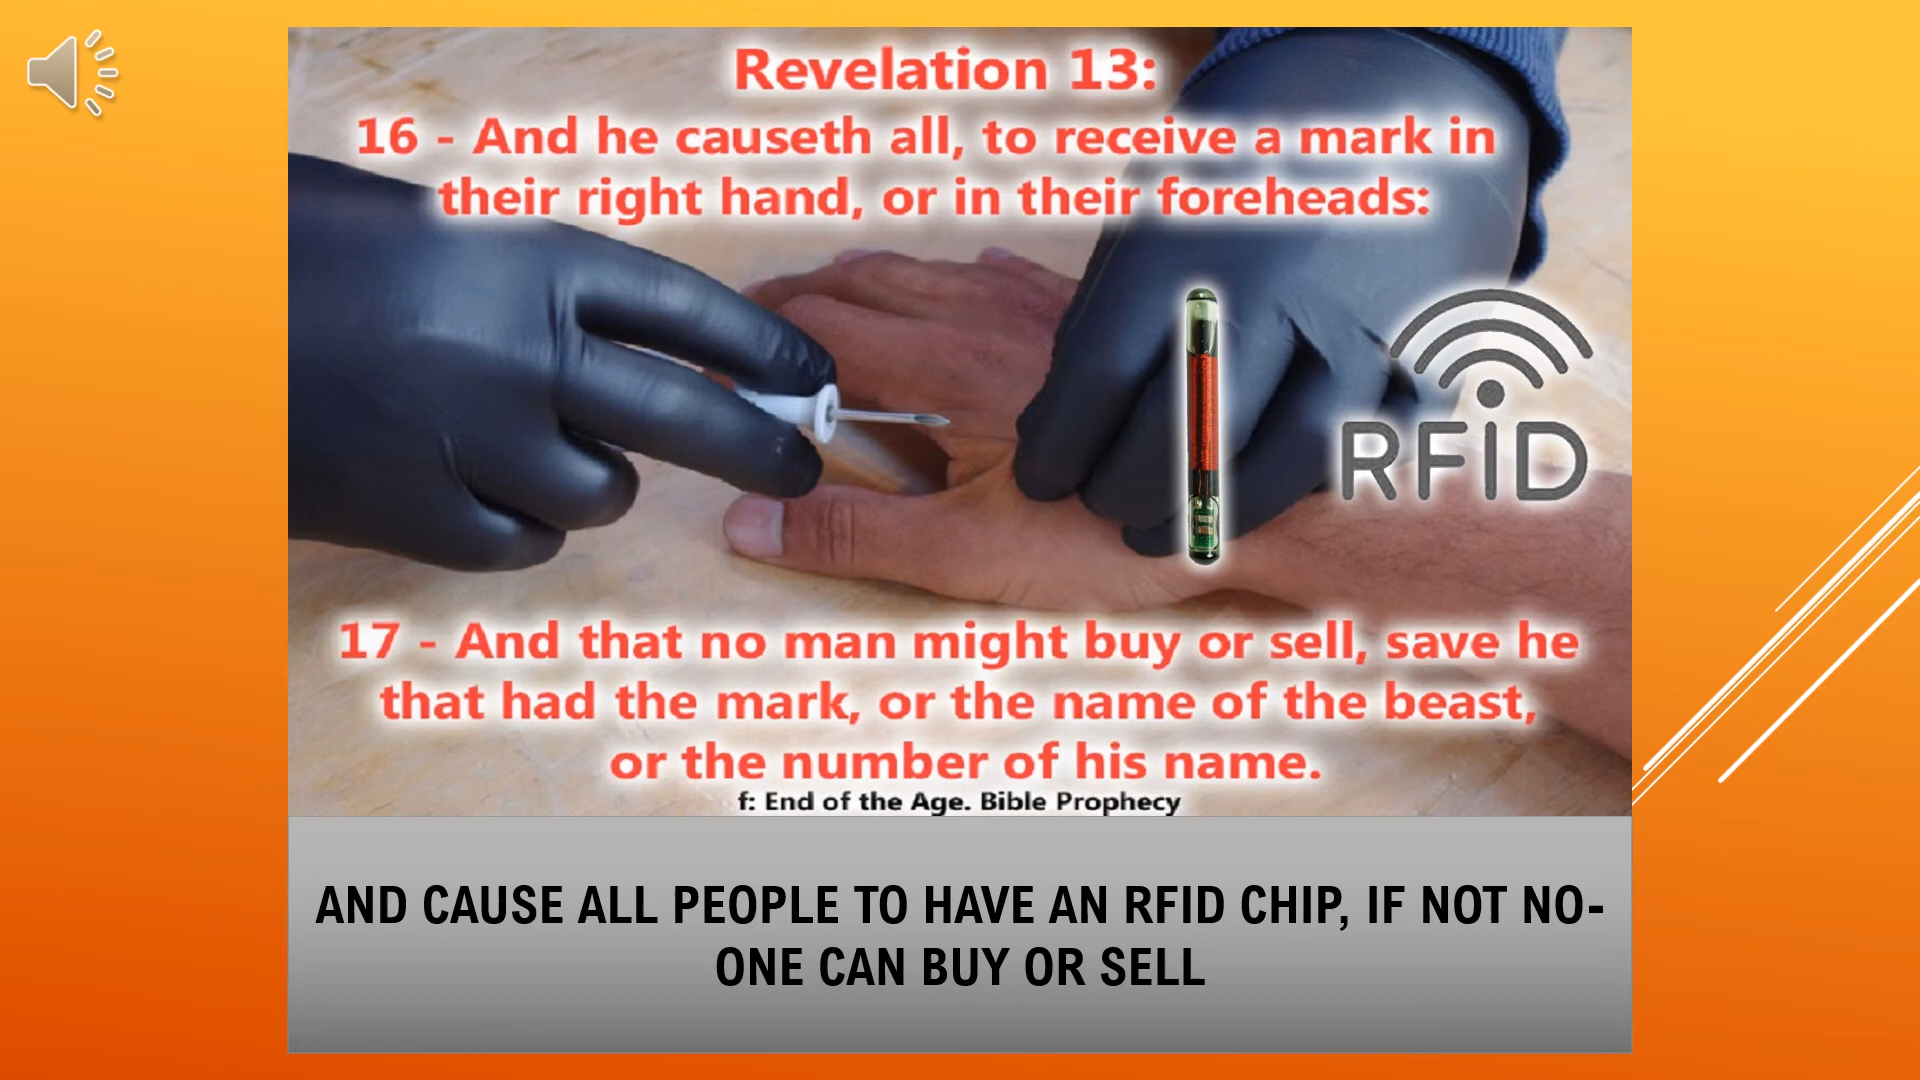 Revelation 13:
16 - And he causeth all, to receive a mark in
their right hand, or in their foreheads:
RFiD
17 - And that no man might buy or sell, save he
that had the mark, or the name of the beast,
or the number of his name.
f: End of the Age. Bible Prophecy
AND CAUSE ALL PEOPLE TO HAVE AN RFID CHIP, IF NOT NO-
ONE CAN BUY OR SELL